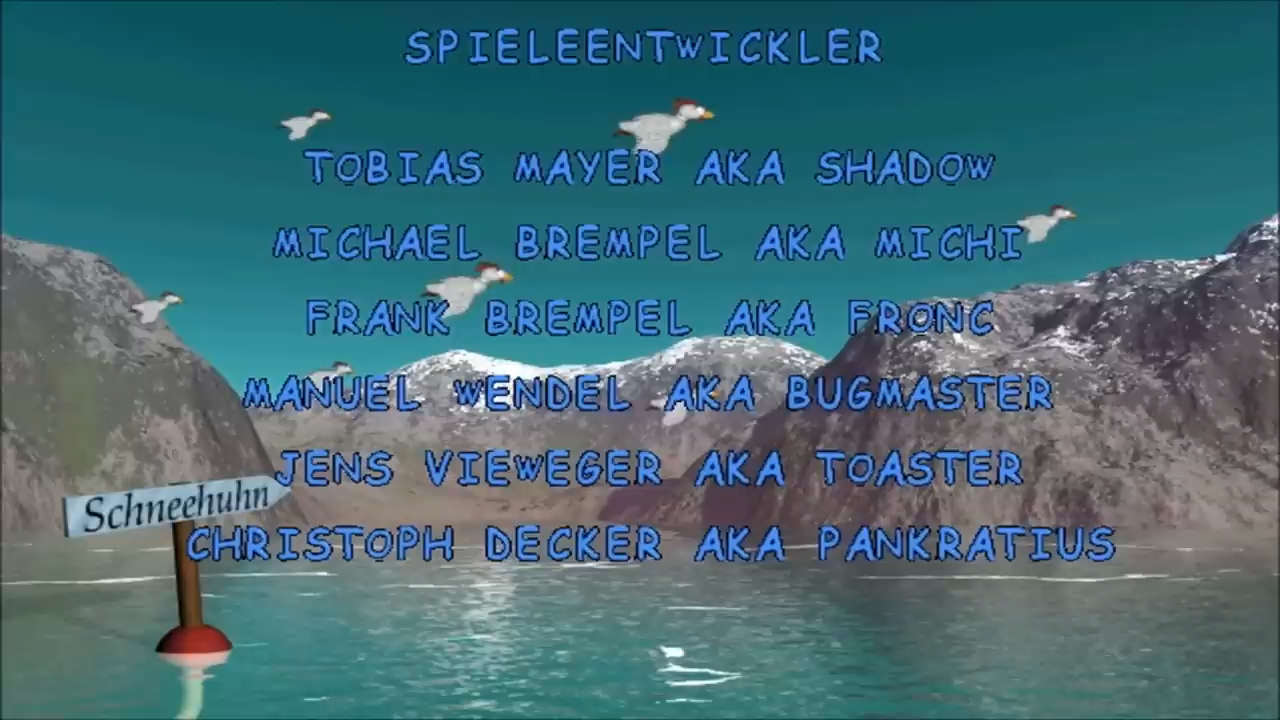 SPIELEENTWICKLER
TOBIAS MAYER AKA SHADOW
MICHAEL BREMPEL AKA MICHI
FRANK BREMPEL AKA FRONC
MANUEL WENDEL AKA BUGMASTER
JENS VIEWEGER AKA TOASTER
Schneehuhn
CHRISTOPH DECKER AKA PANKRATIUS